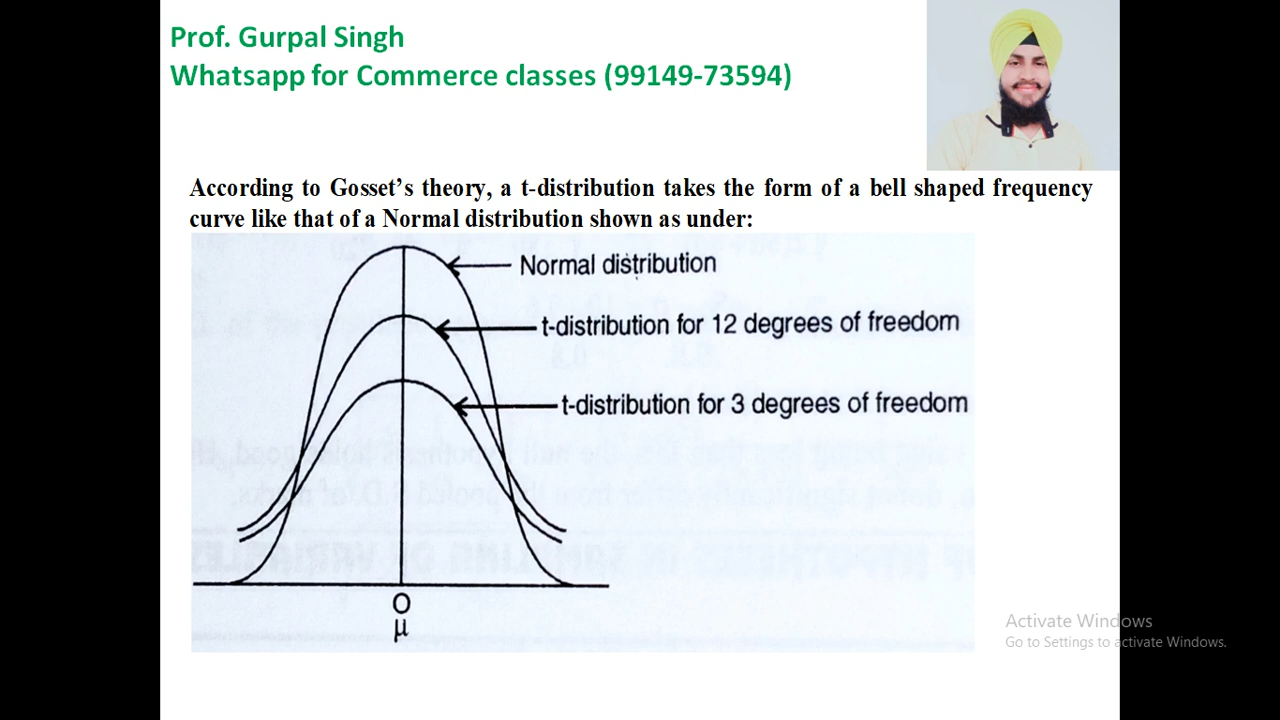 Prof. Gurpal Singh
Whatsapp for Commerce classes (99149-73594)
According to Gosset’s theory, a t-distribution takes the form of a bell shaped frequency
curve like that of a Normal distribution shown as under:
Normal distribution
t-distribution for 12 degrees of freedom
t-distribution for 3 degrees of freedom
O
μ
Activate Windows
Go to Settings to activate Windows.